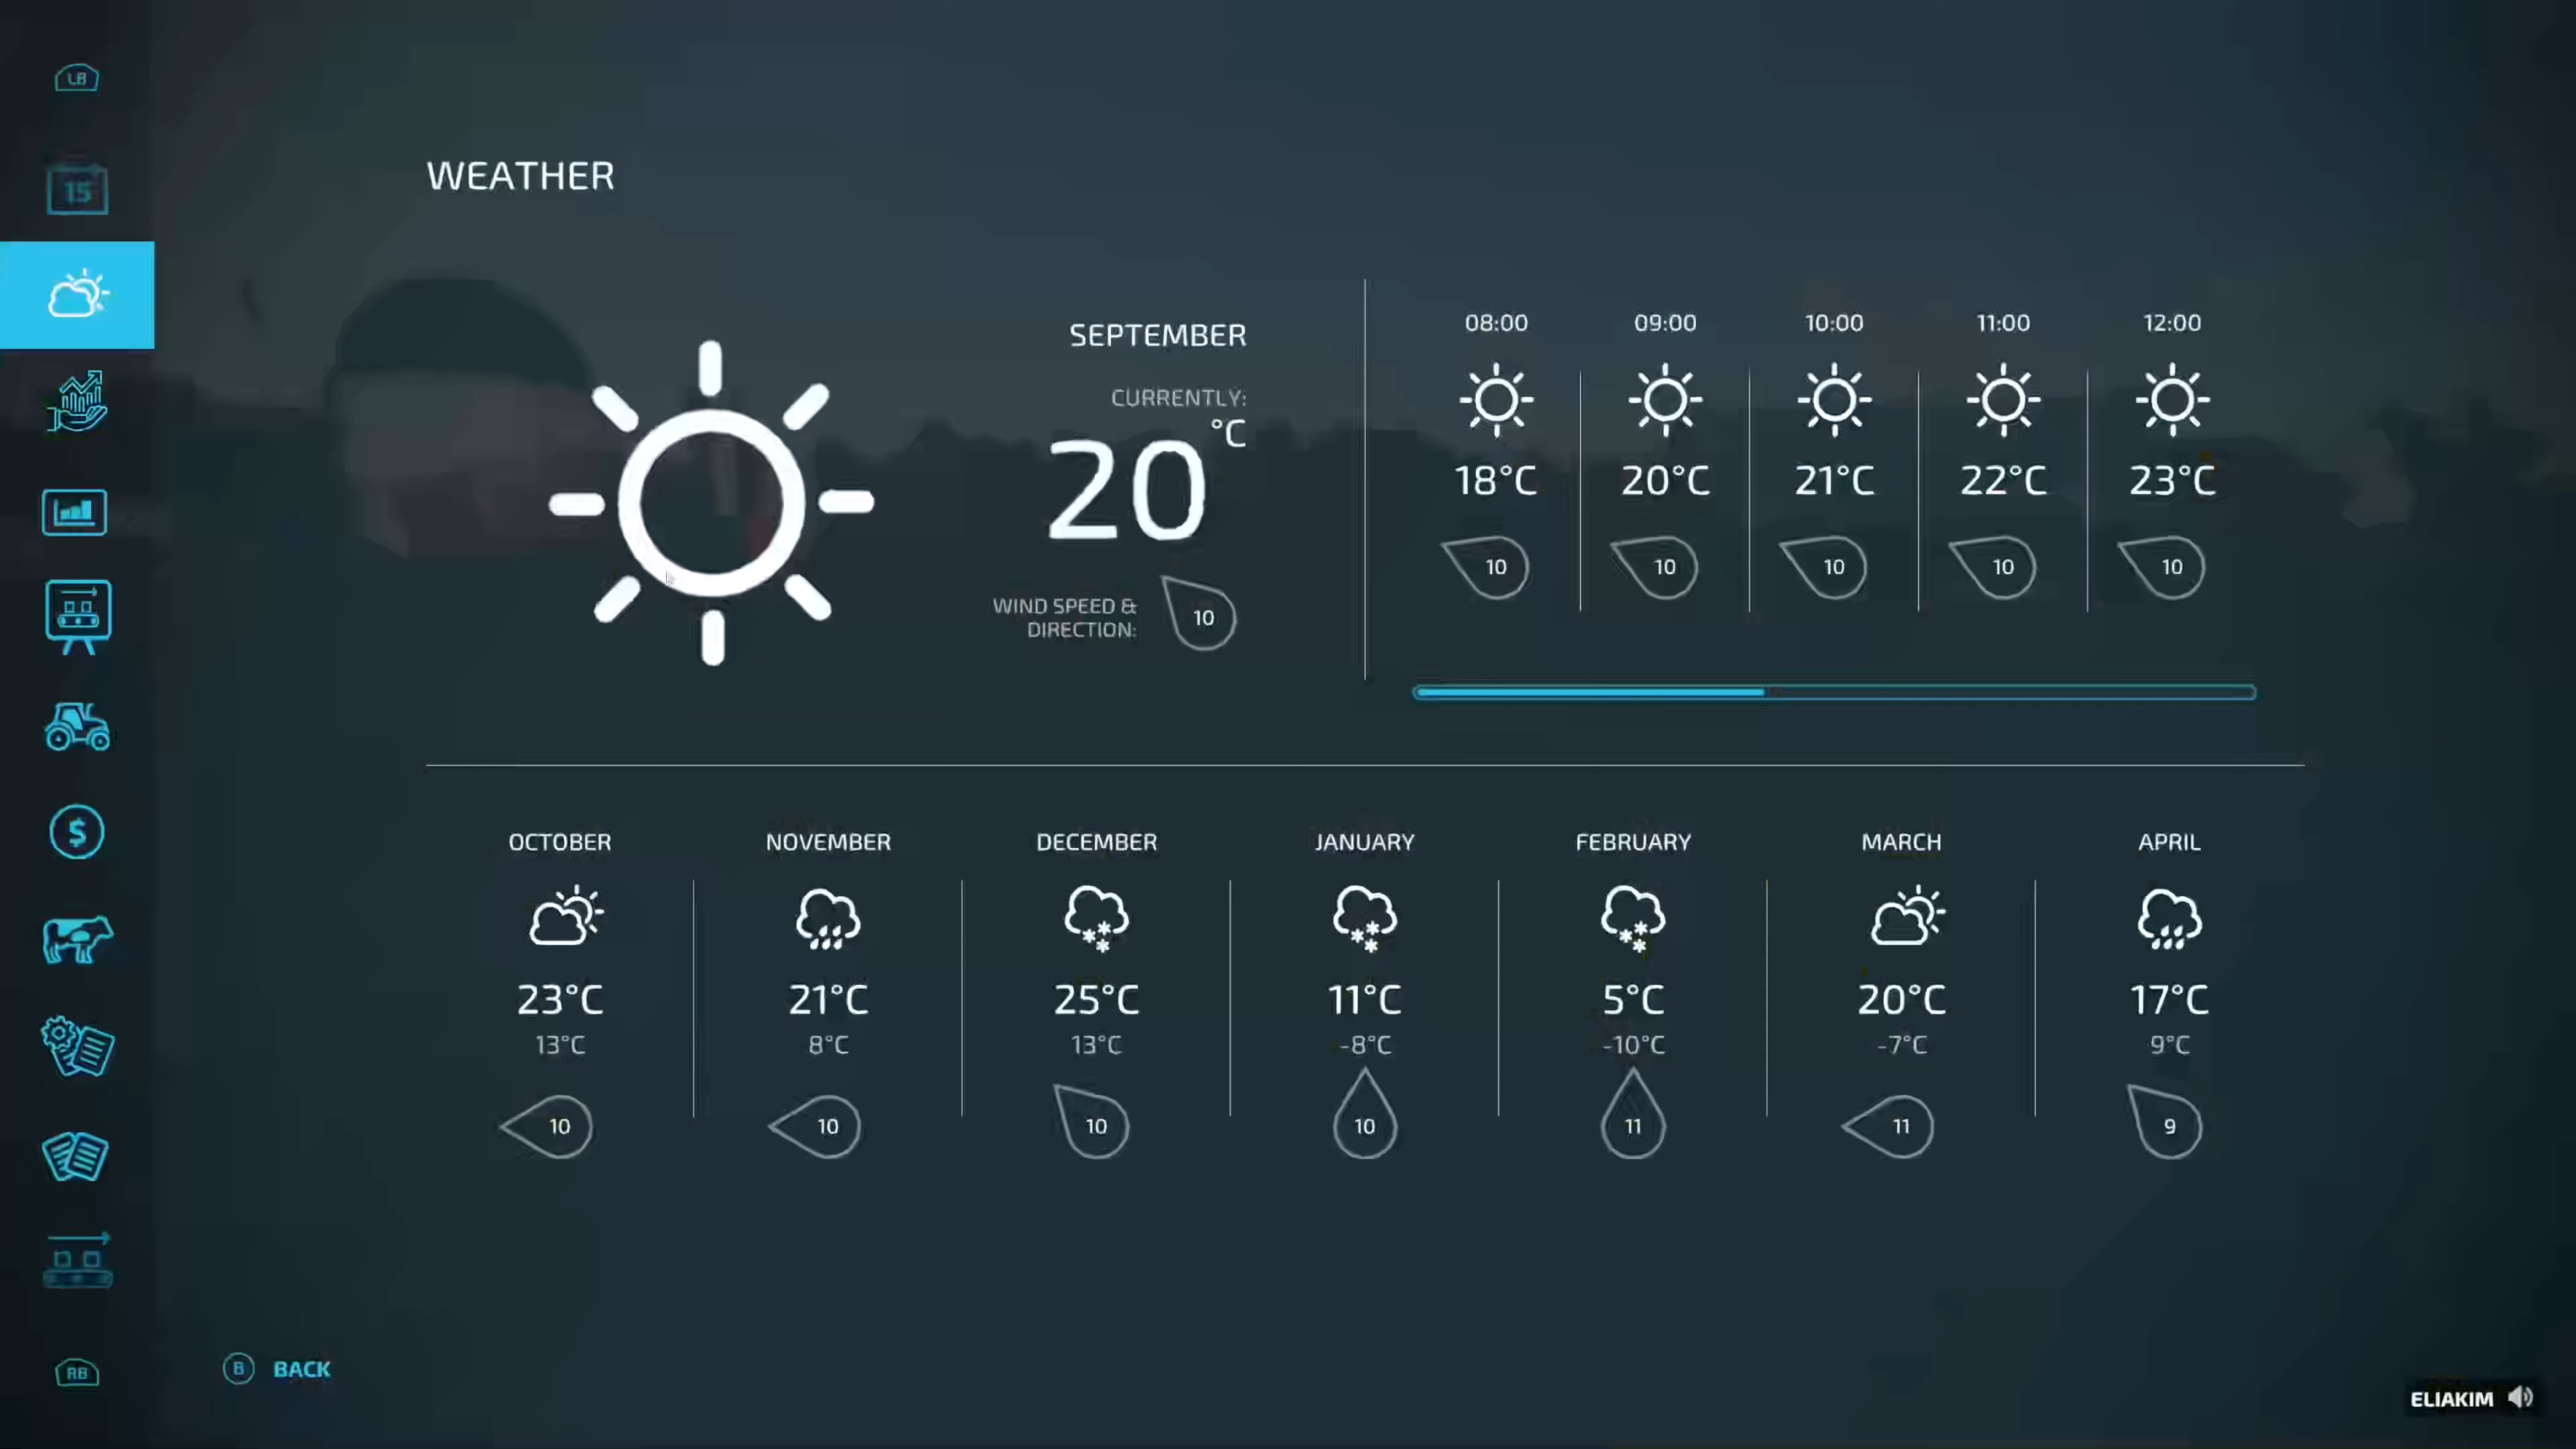 LB
15
WEATHER
SEPTEMBER
CURRENTLY:
20 °C
WIND SPEED &
DIRECTION:
10
08:00 09:00 10:00 11:00 12:00
18°C 20°C 21°C 22°C 23°C
10 10 10 10 10
$
OCTOBER NOVEMBER DECEMBER JANUARY FEBRUARY MARCH APRIL
23°C 21°C 25°C 11°C 5°C 20°C 17°C
13°C 8°C 13°C -8°C -10°C -7°C 9°C
10 10 10 10 11 11 9
RB
B BACK
ELIAKIM